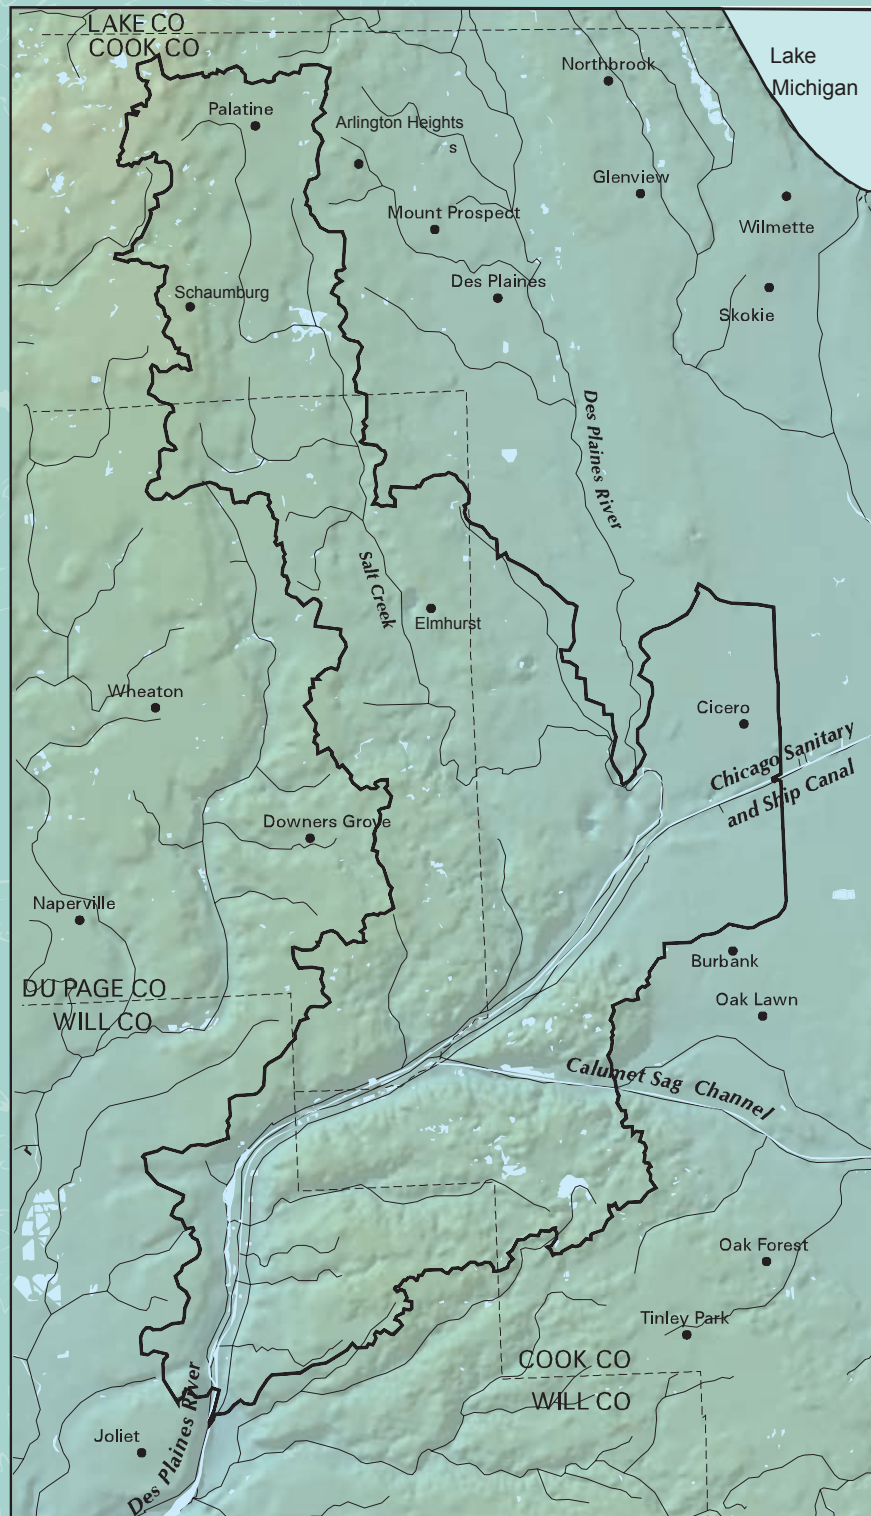 LAKE CO
COOK CO
Lake
Michigan
Northbrook
Palatine
Arlington Heights
s
Glenview
Mount Prospect
Wilmette
Des Plaines
Schaumburg
Skokie
Des Plaines River
Salt Creek
Elmhurst
Wheaton
Cicero
Chicago Sanitary
and Ship Canal
Downers Grove
Naperville
Burbank
DU PAGE CO
WILL CO
Oak Lawn
Calumet Sag Channel
Oak Forest
Tinley Park
COOK CO
WILL CO
Des Plaines River
Joliet